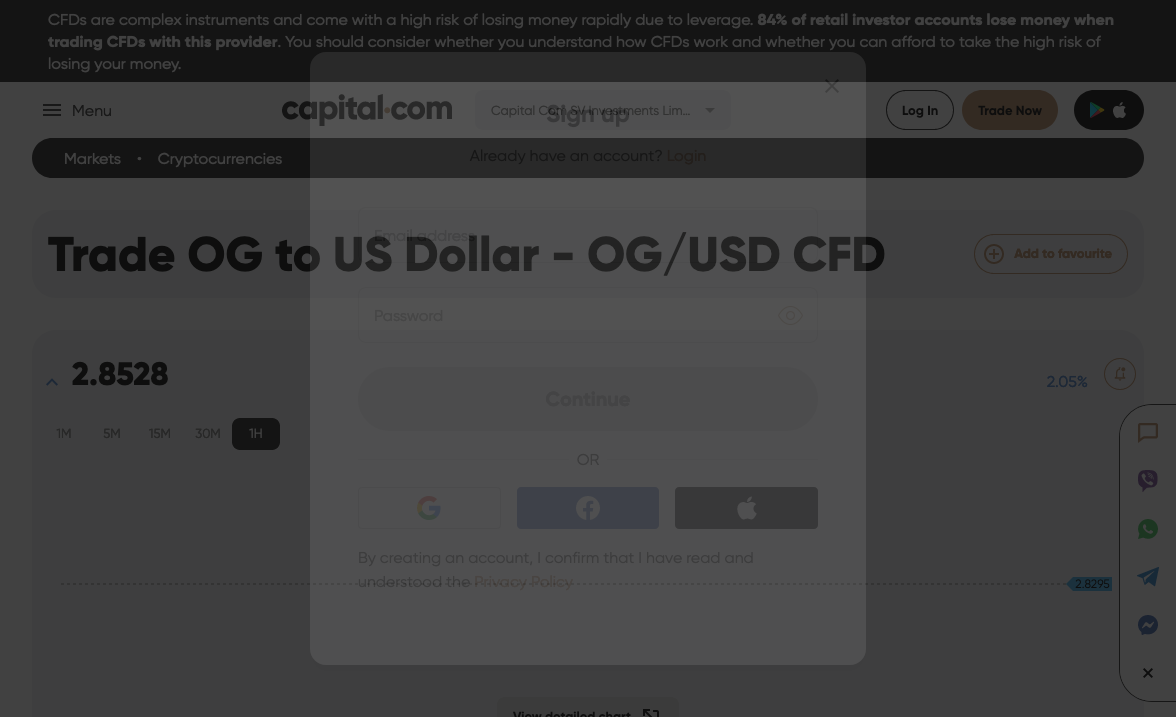 CFDs are complex instruments and come with a high risk of losing money rapidly due to leverage. 84% of retail investor accounts lose money when
trading CFDs with this provider. You should consider whether you understand how CFDs work and whether you can afford to take the high risk of
losing your money.
Menu
capital.com
Capital Com SV Investments Lim...
Log In
Trade Now
Sign up
Markets
Cryptocurrencies
Already have an account? Login
Email address
Trade OG to US Dollar - OG/USD CFD
Add to favourite
Password
2.8528
2.05%
Continue
1M
5M
15M
30M
1H
OR
By creating an account, I confirm that I have read and
understood the Privacy Policy
2.8295
View detailed chart